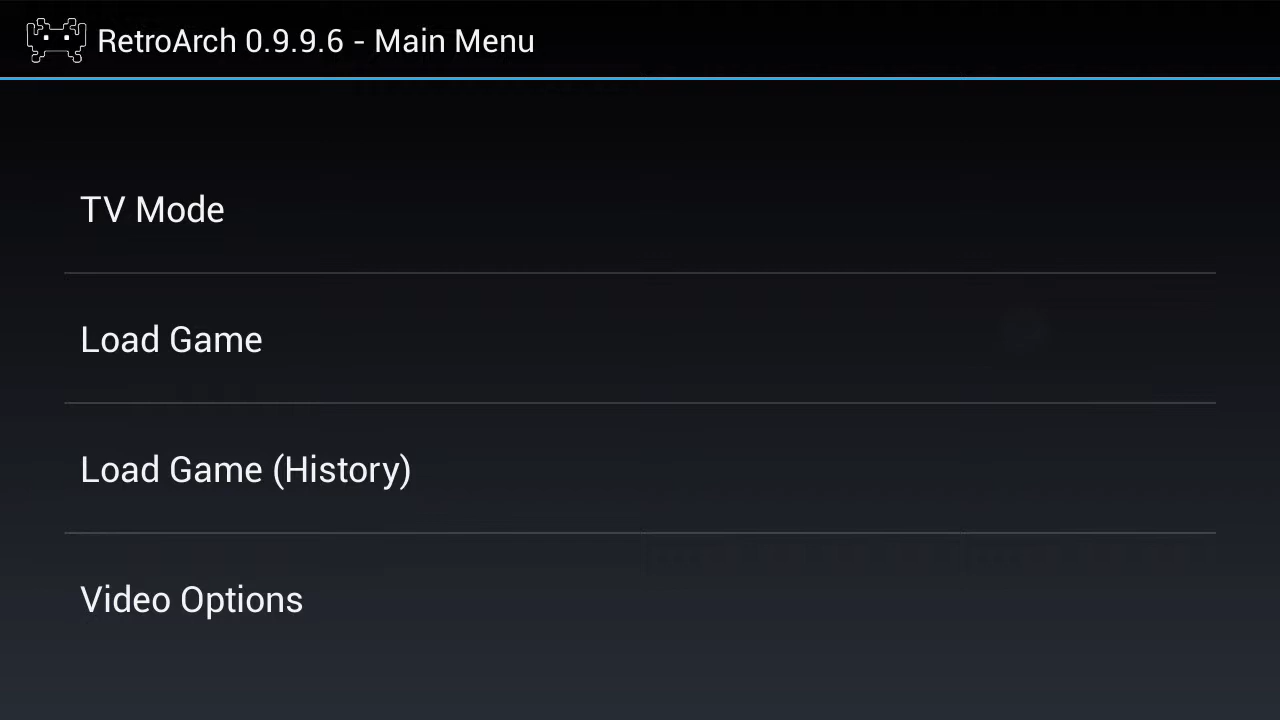 RetroArch 0.9.9.6 - Main Menu
TV Mode
Load Game
Load Game (History)
Video Options